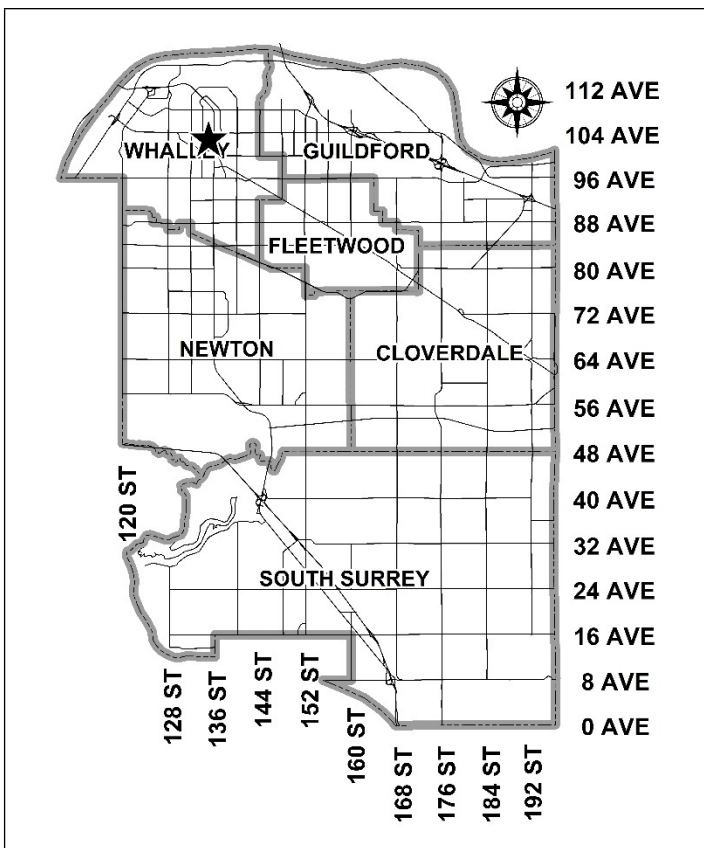 112 AVE
104 AVE
WHALLEY
GUILDFORD
96 AVE
88 AVE
FLEETWOOD
80 AVE
72 AVE
NEWTON
CLOVERDALE
64 AVE
56 AVE
48 AVE
120 ST
40 AVE
32 AVE
SOUTH SURREY
24 AVE
16 AVE
128 ST
136 ST
144 ST
152 ST
160 ST
8 AVE
0 AVE
168 ST
176 ST
184 ST
192 ST